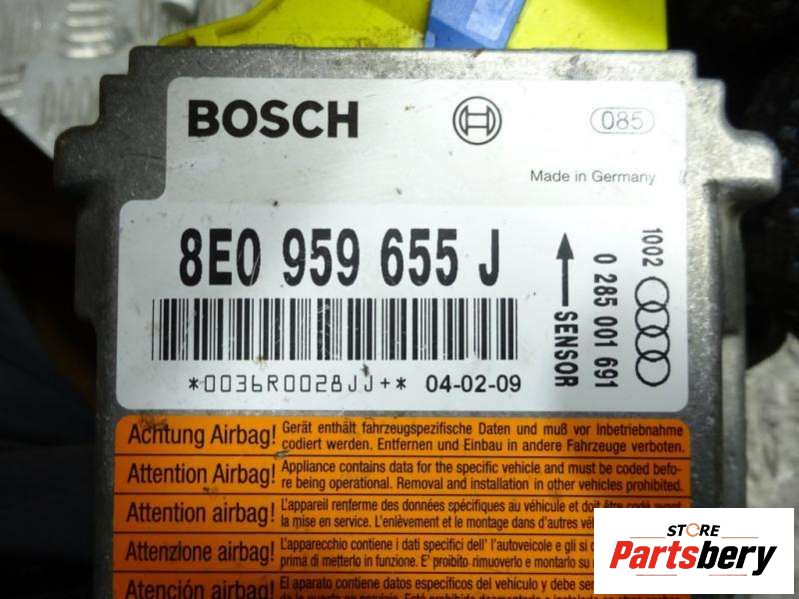 BOSCH
085
Made in Germany
8E0 959 655 J
SENSOR
0 285 001 691
1002
*0036R0028JJ+* 04-02-09
Achtung Airbag! Gerät enthält fahrzeugspezifische Daten und muß vor Inbetriebnahme
codiert werden. Entfernen und Einbau in andere Fahrzeuge verboten.
Attention Airbag! Appliance contains data for the specific vehicle and must be coded befo-
re being operational. Removal and installation in other vehicles prohibited.
Attention airbag! L'appareil renferme des données spécifiques au véhicule et doit être codé avant
la mise en service. L'enlèvement et le montage dans d'autres
Attenzione airbag! L'apparecchio contiene i dati specifici dell' l'autoveicolo e gli si
prima di metterlo in funzione. E' proibito rimuoverlo e montarlo su
Atención airbag! El aparato contiene datos específicos del vehículo y debe
STORE
Partsbery